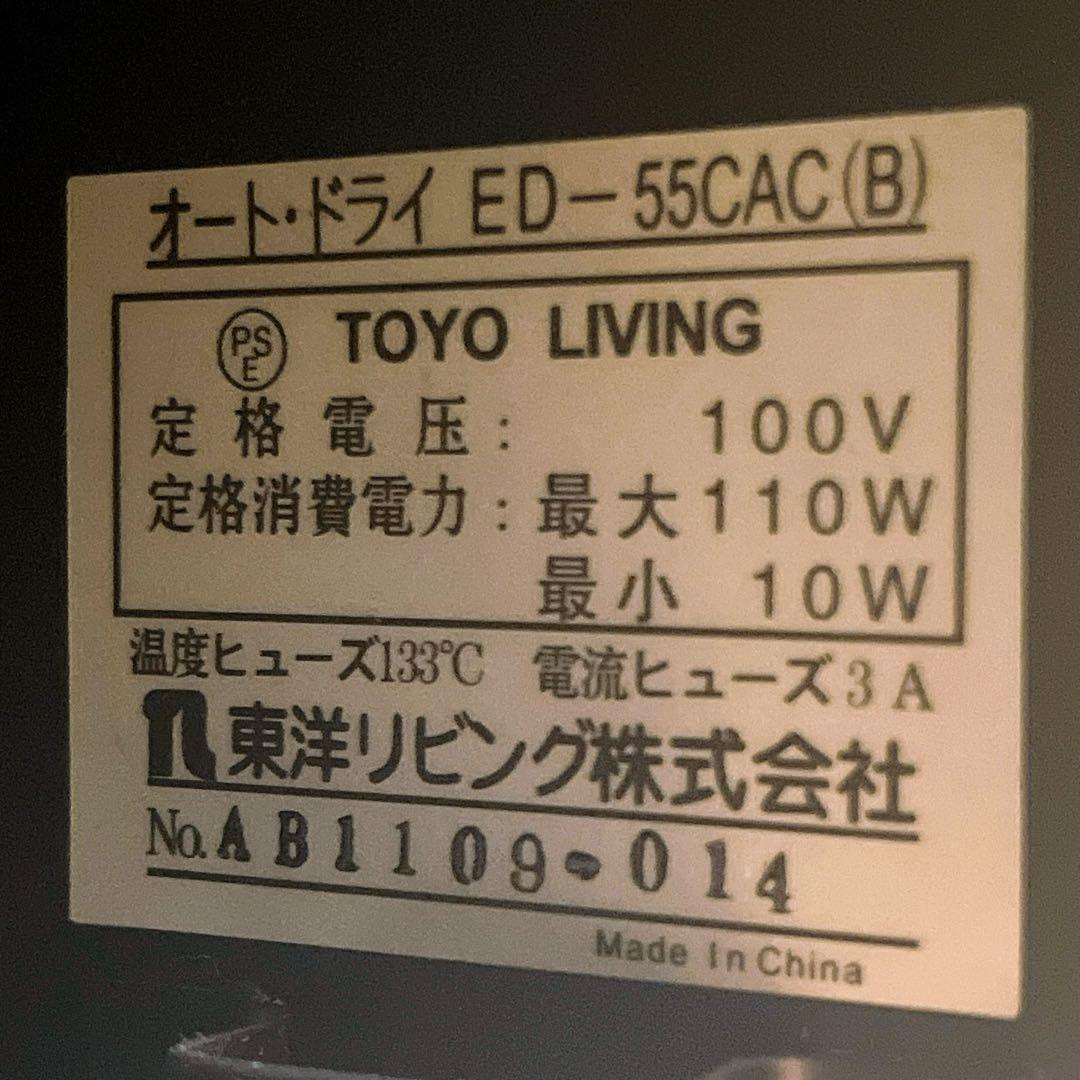 オート・ドライ ED-55CAC(B)
PSE TOYO LIVING
定格電圧: 100V
定格消費電力: 最大110W
最小 10W
温度ヒューズ133℃ 電流ヒューズ3A
東洋リビング株式会社
No.AB1109-014
Made In China